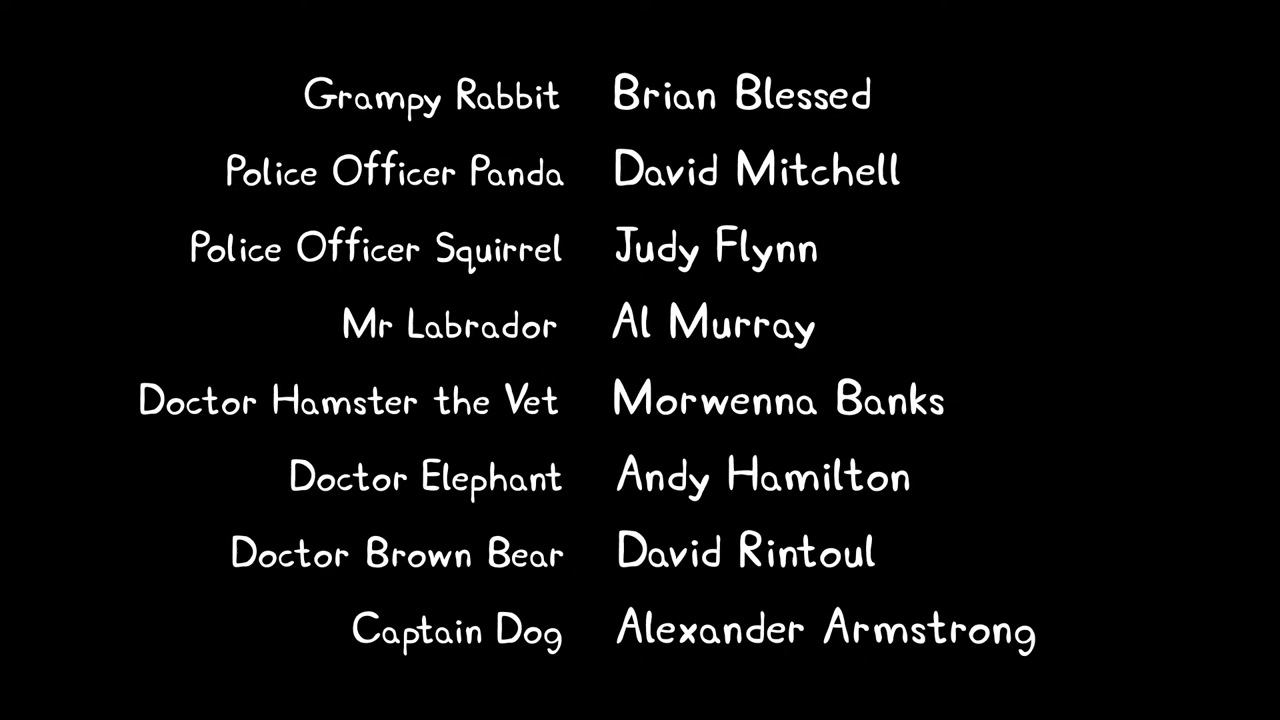 Grampy Rabbit Brian Blessed
Police Officer Panda David Mitchell
Police Officer Squirrel Judy Flynn
Mr Labrador Al Murray
Doctor Hamster the Vet Morwenna Banks
Doctor Elephant Andy Hamilton
Doctor Brown Bear David Rintoul
Captain Dog Alexander Armstrong